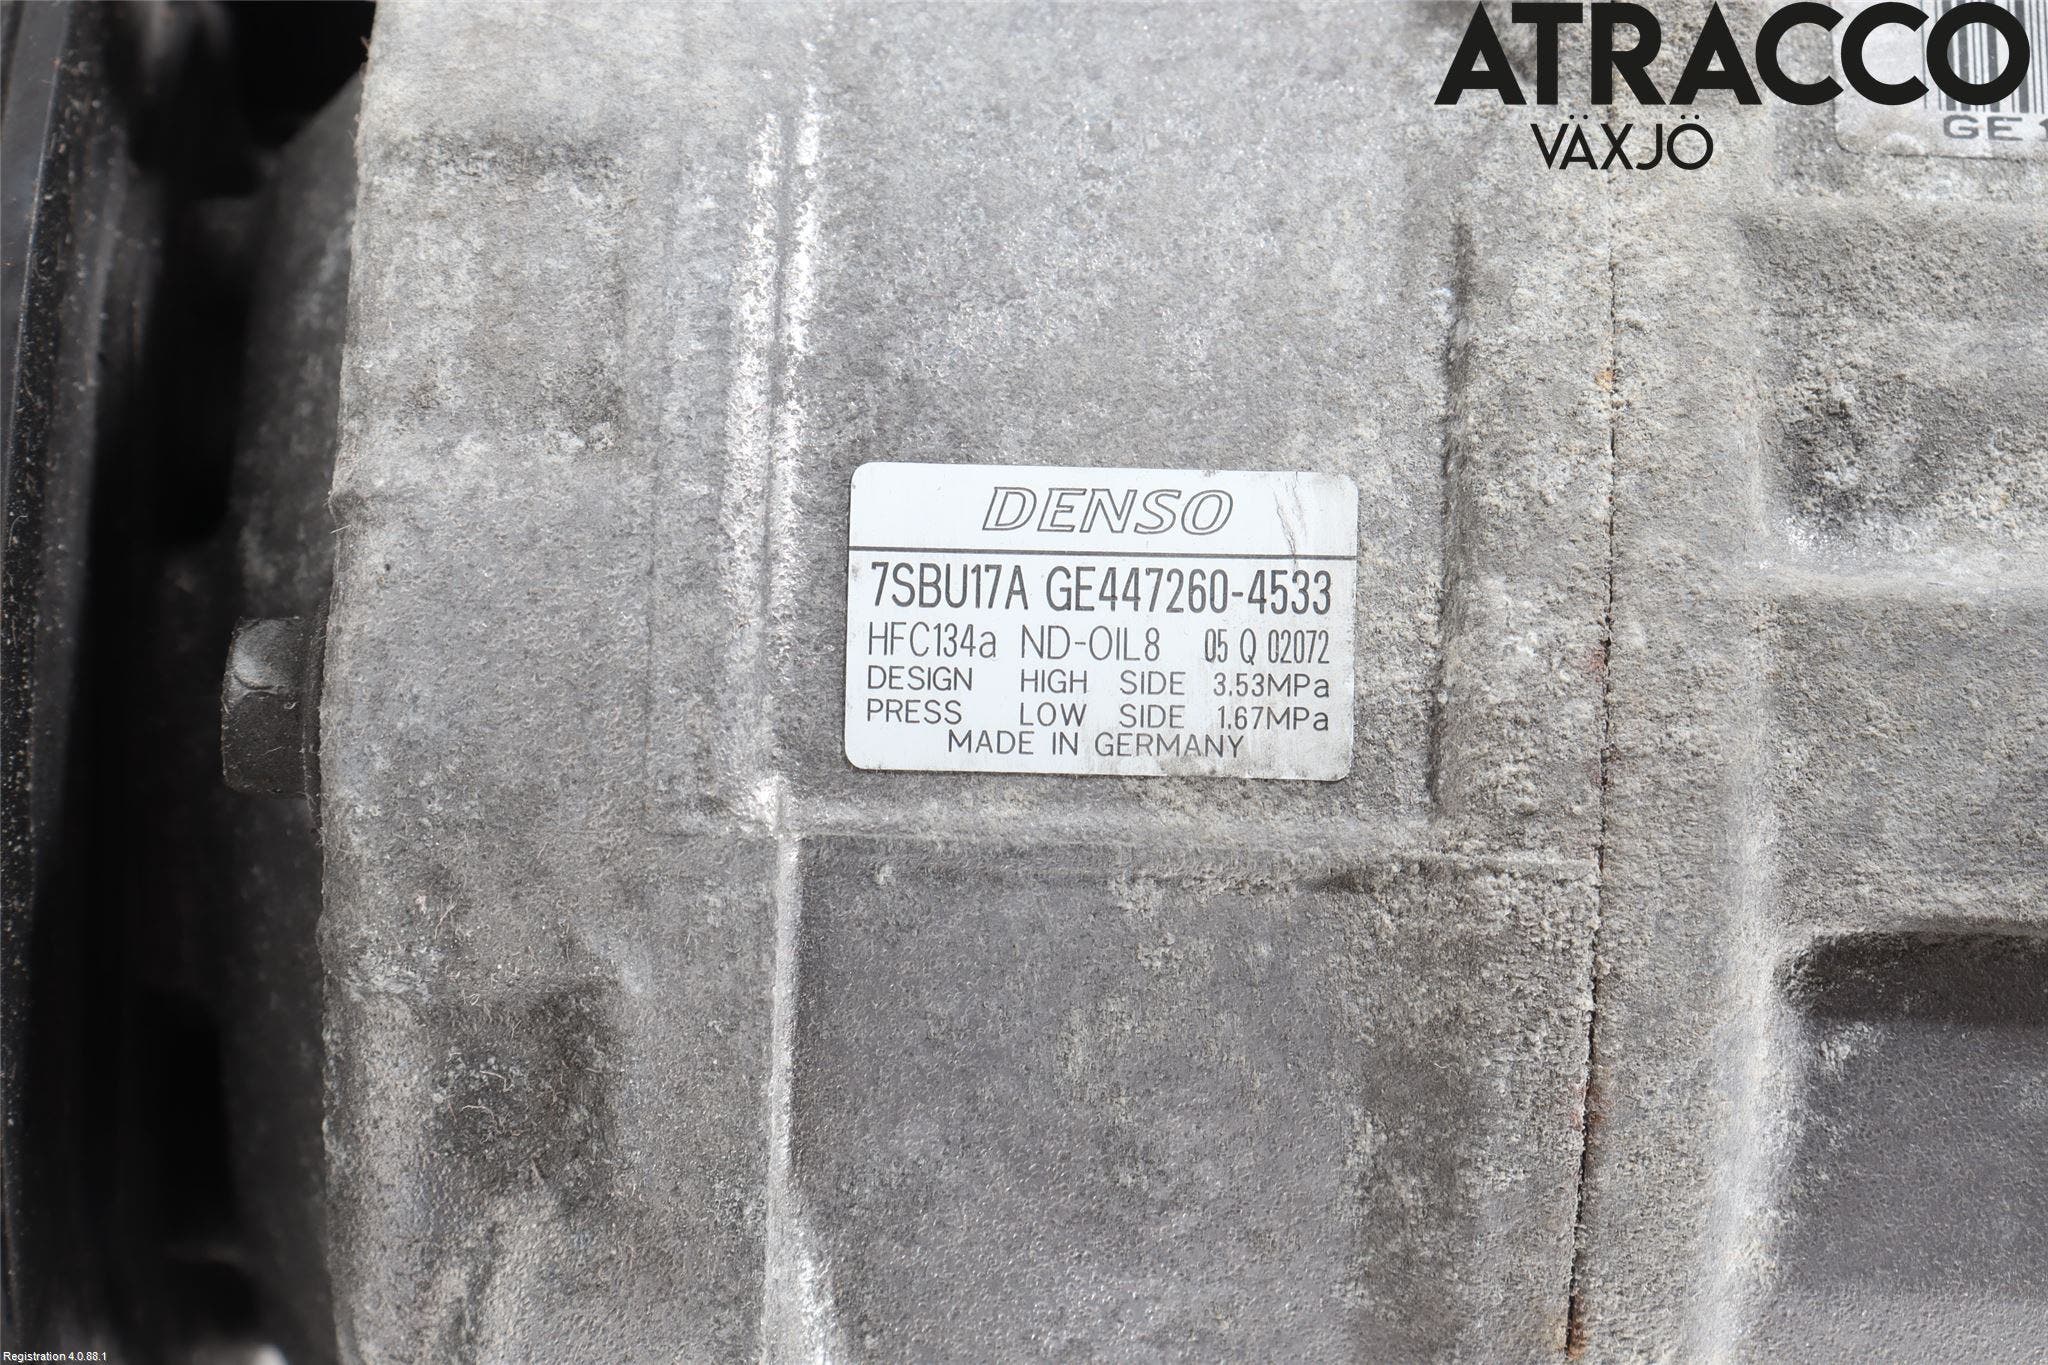 ATRACCO
VÄXJÖ
GE
DENSO
7SBU17A GE447260-4533
HFC134a ND-OIL8 05 Q 02072
DESIGN HIGH SIDE 3.53MPa
PRESS LOW SIDE 1.67MPa
MADE IN GERMANY
Registration 4.0.88.1